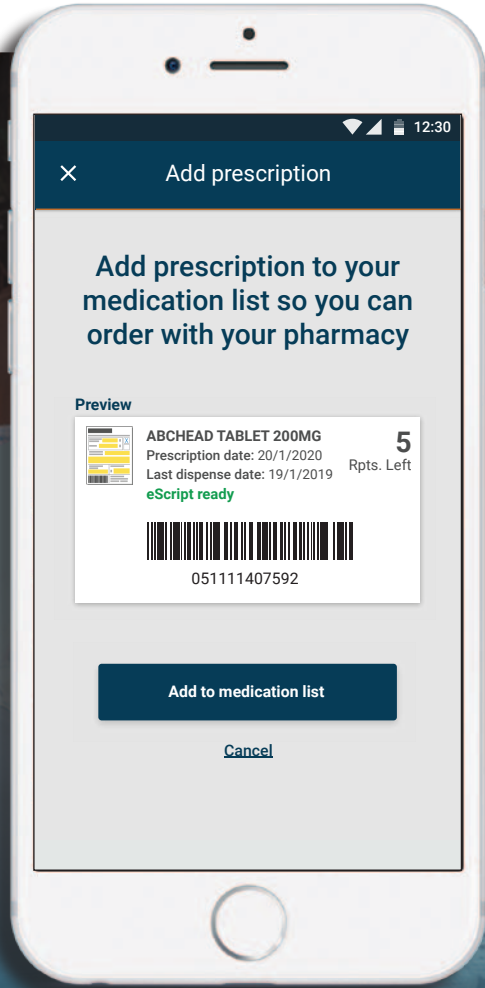 12:30
Add prescription
Add prescription to your
medication list so you can
order with your pharmacy
Preview
ABCHEAD TABLET 200MG
5
Prescription date: 20/1/2020
Rpts. Left
Last dispense date: 19/1/2019
eScript ready
051111407592
Add to medication list
Cancel